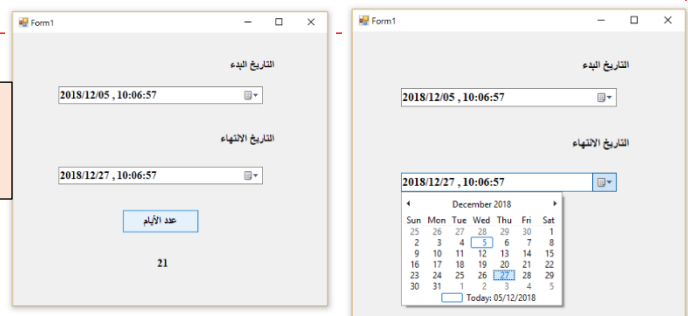 Form1
التاريخ البدء
2018/12/05 , 10:06:57
التاريخ الانتهاء
2018/12/27 , 10:06:57
عدد الأيام
21
Form1
التاريخ البدء
2018/12/05 , 10:06:57
التاريخ الانتهاء
2018/12/27 , 10:06:57
December 2018
Sun Mon Tue Wed Thu Fri Sat
25 26 27 28 29 30 1
2 3 4 5 6 7 8
9 10 11 12 13 14 15
16 17 18 19 20 21 22
23 24 25 26 27 28 29
30 31 1 2 3 4 5
Today: 05/12/2018